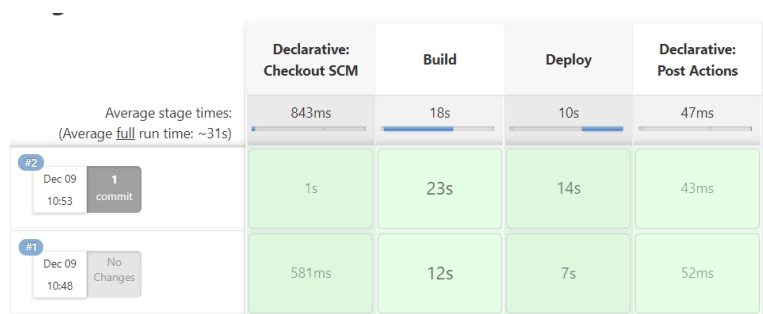 Declarative:
Checkout SCM
Build
Deploy
Declarative:
Post Actions
Average stage times:
(Average full run time: ~31s)
843ms
18s
10s
47ms
#2
Dec 09
10:53
1
commit
1s
23s
14s
43ms
#1
Dec 09
10:48
No
Changes
581ms
12s
7s
52ms